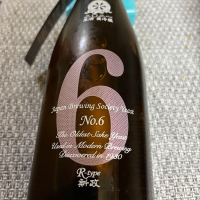 6
Japan Brewing Society Yeast
No.6
The Oldest Sake Yeast
Used in Modern Brewing
Discovered in 1930
R-type
新政